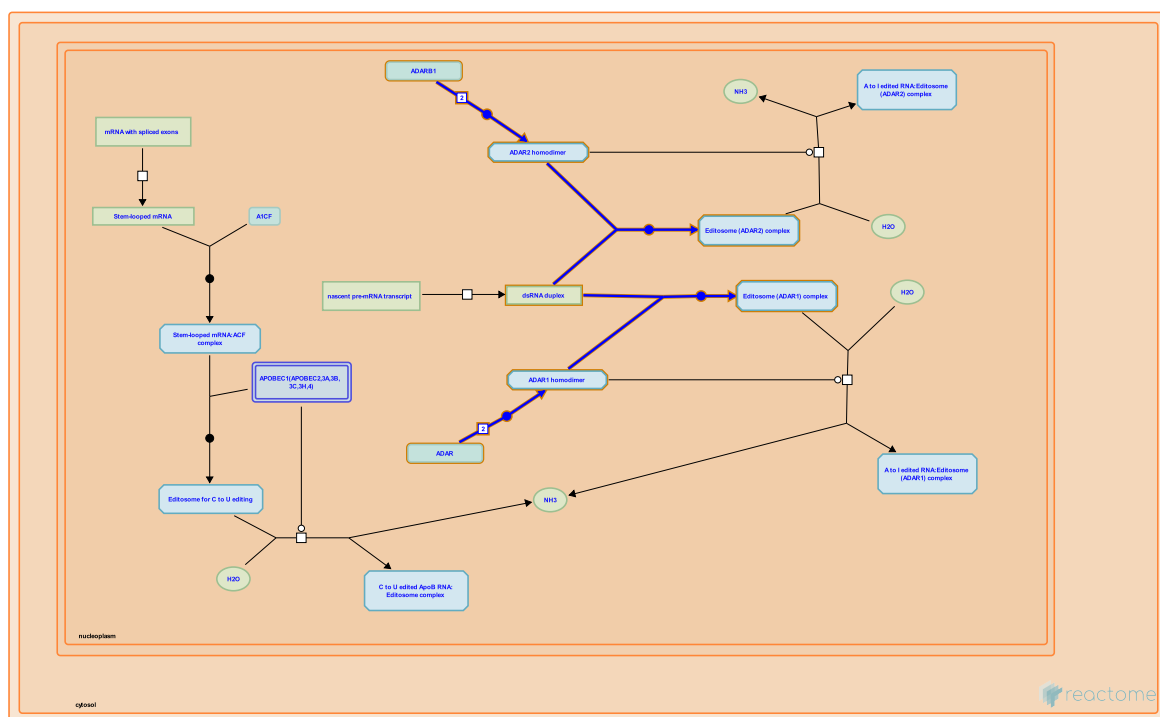 ADARB1
2
NH3
A to I edited RNA:Editosome
(ADAR2) complex
mRNA with spliced exons
ADAR2 homodimer
Stem-looped mRNA
A1CF
Editosome (ADAR2) complex
H2O
nascent pre-mRNA transcript
dsRNA duplex
Editosome (ADAR1) complex
H2O
Stem-looped mRNA:ACF
complex
APOBEC1(APOBEC2,3A,3B,
3C,3H,4)
ADAR1 homodimer
2
ADAR
A to I edited RNA:Editosome
(ADAR1) complex
Editosome for C to U editing
NH3
H2O
C to U edited ApoB RNA:
Editosome complex
nucleoplasm
cytosol
reactome